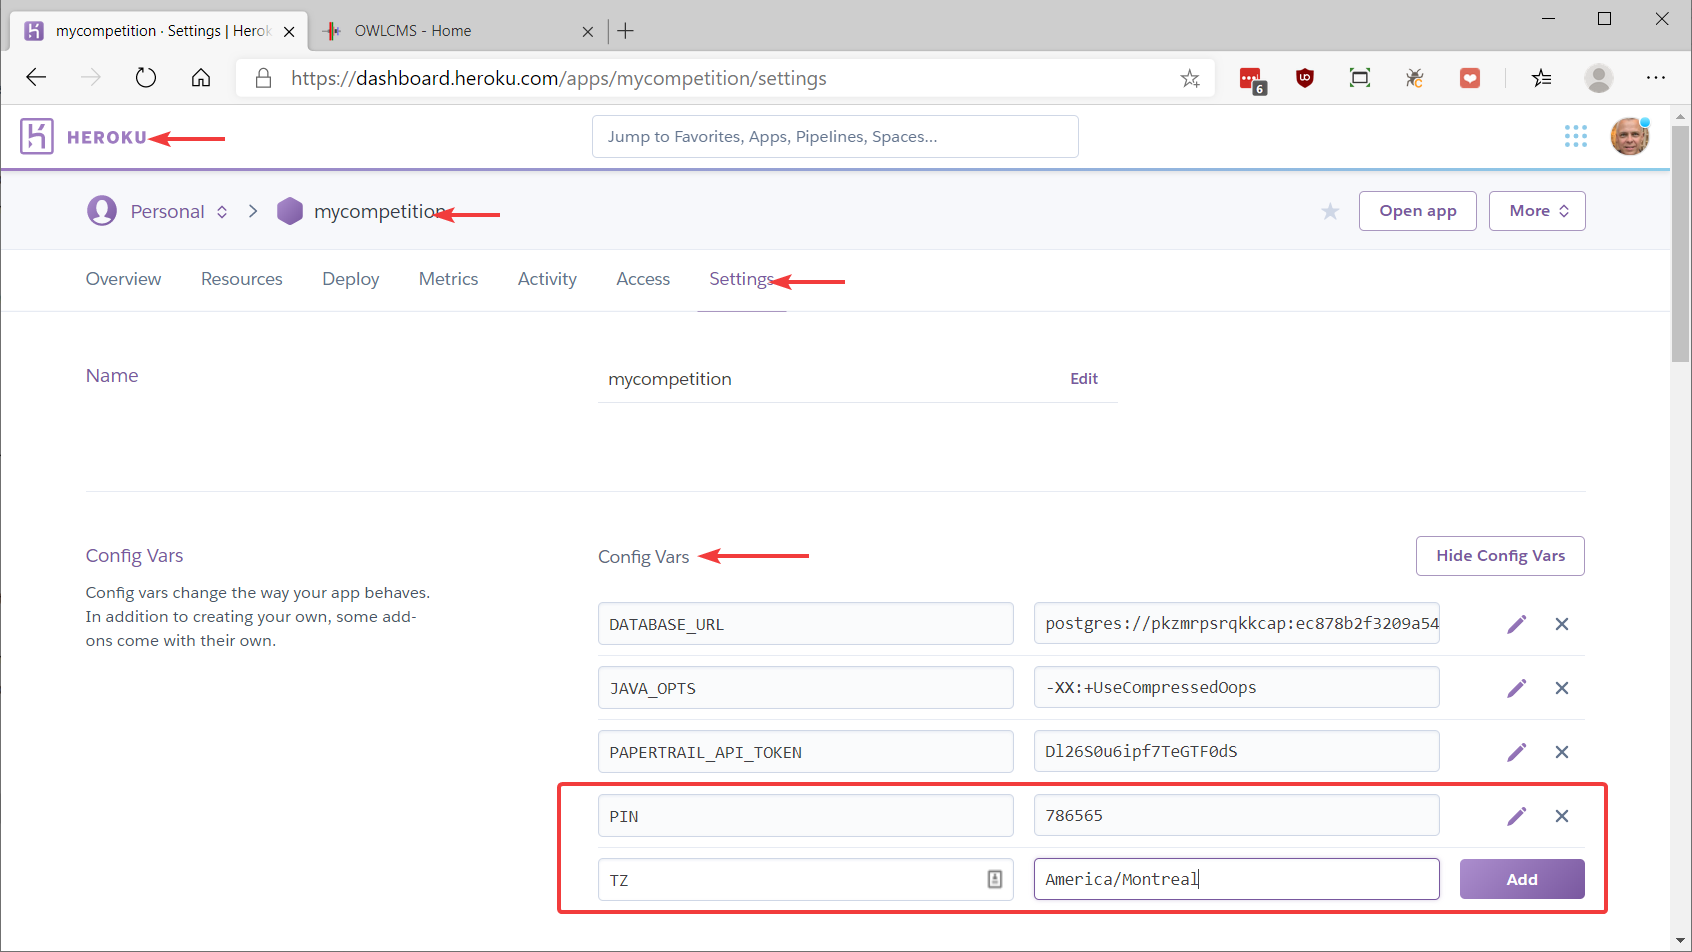 mycompetition · Settings | Herok
OWLCMS - Home
https://dashboard.heroku.com/apps/mycompetition/settings
6
HEROKU
Jump to Favorites, Apps, Pipelines, Spaces...
Personal
mycompetition
Open app
More
Overview
Resources
Deploy
Metrics
Activity
Access
Settings
Name
mycompetition
Edit
Config Vars
Config vars change the way your app behaves.
In addition to creating your own, some add-
ons come with their own.
Config Vars
Hide Config Vars
DATABASE_URL
postgres://pkzmrpsrqkkcap:ec878b2f3209a54
JAVA_OPTS
-XX:+UseCompressedOops
PAPERTRAIL_API_TOKEN
Dl26S0u6ipf7TeGTF0dS
PIN
786565
TZ
America/Montreal
Add